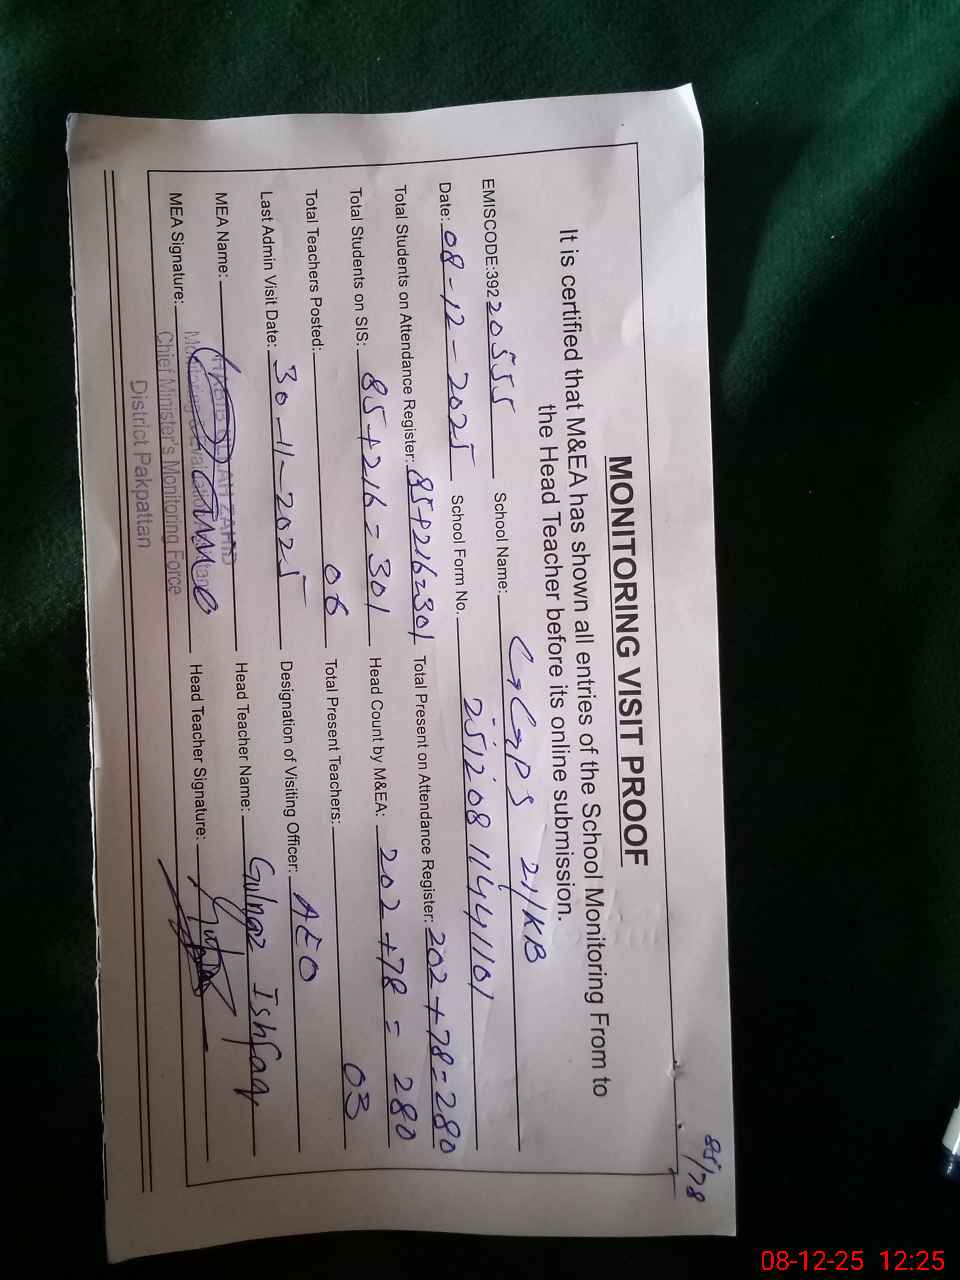 85/78
MONITORING VISIT PROOF
It is certified that M&EA has shown all entries of the School Monitoring From to
the Head Teacher before its online submission.
EMISCODE:39220555 School Name: GGPS 21/KB
Date: 08-12-2025 School Form No. 25120811441101
Total Students on Attendance Register: 85+216=301 Total Present on Attendance Register: 202+78=280
Total Students on SIS: 85+216=301 Head Count by M&EA: 202+78=280
Total Teachers Posted: 06 Total Present Teachers: 03
Last Admin Visit Date: 30-11-2025 Designation of Visiting Officer: AEO
MEA Name: Head Teacher Name: Gulnaz Ishfaq
MEA Signature: Head Teacher Signature:
ZAHID
Monitoring & Evaluation
Chief Minister's Monitoring Force
District Pakpattan
08-12-25 12:25